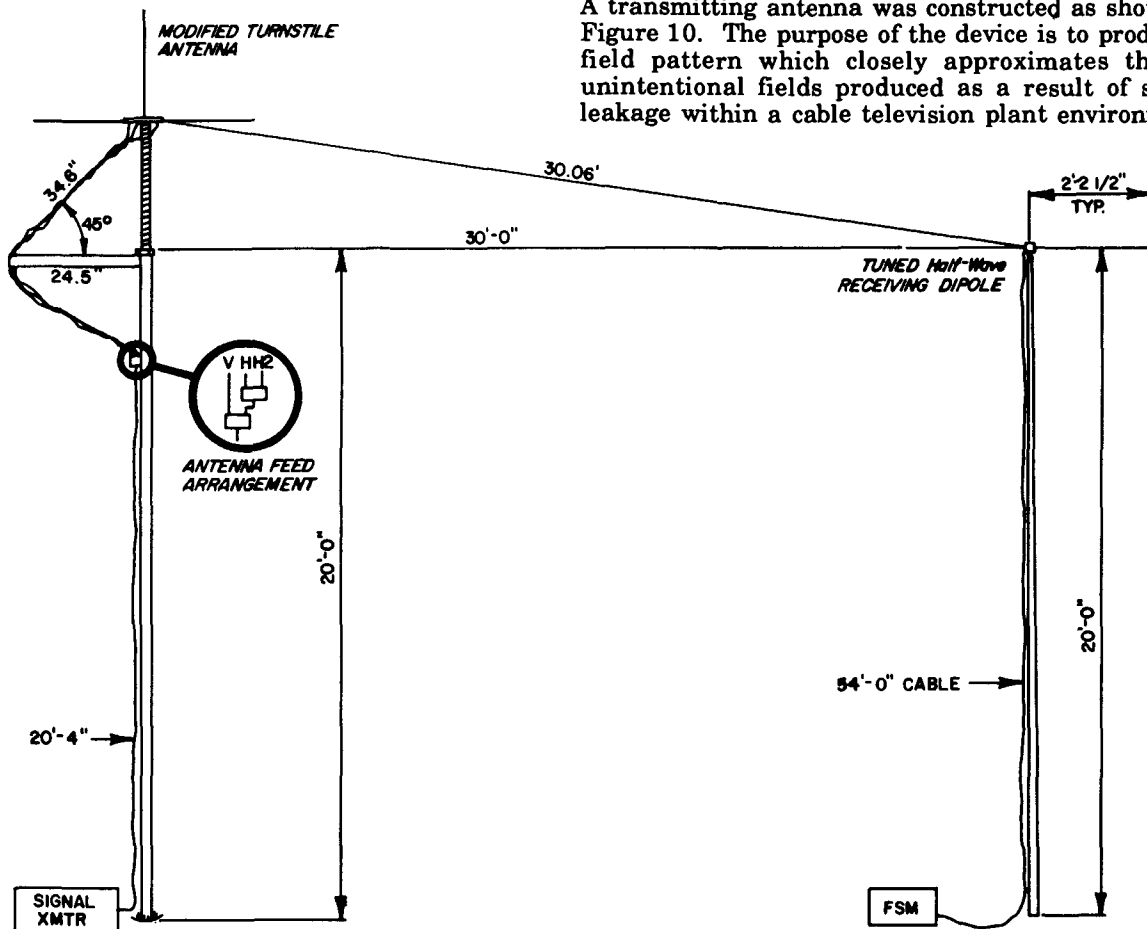 A transmitting antenna was constructed as sho
Figure 10. The purpose of the device is to prod
field pattern which closely approximates th
unintentional fields produced as a result of s
leakage within a cable television plant environ
MODIFIED TURNSTILE
ANTENNA
34.6"
45°
24.5"
30.06'
30'-0"
2'2 1/2"
TYP.
TUNED Half-Wave
RECEIVING DIPOLE
V HH2
ANTENNA FEED
ARRANGEMENT
20'-0"
20'-0"
54'-0" CABLE
20'-4"
SIGNAL
XMTR
FSM